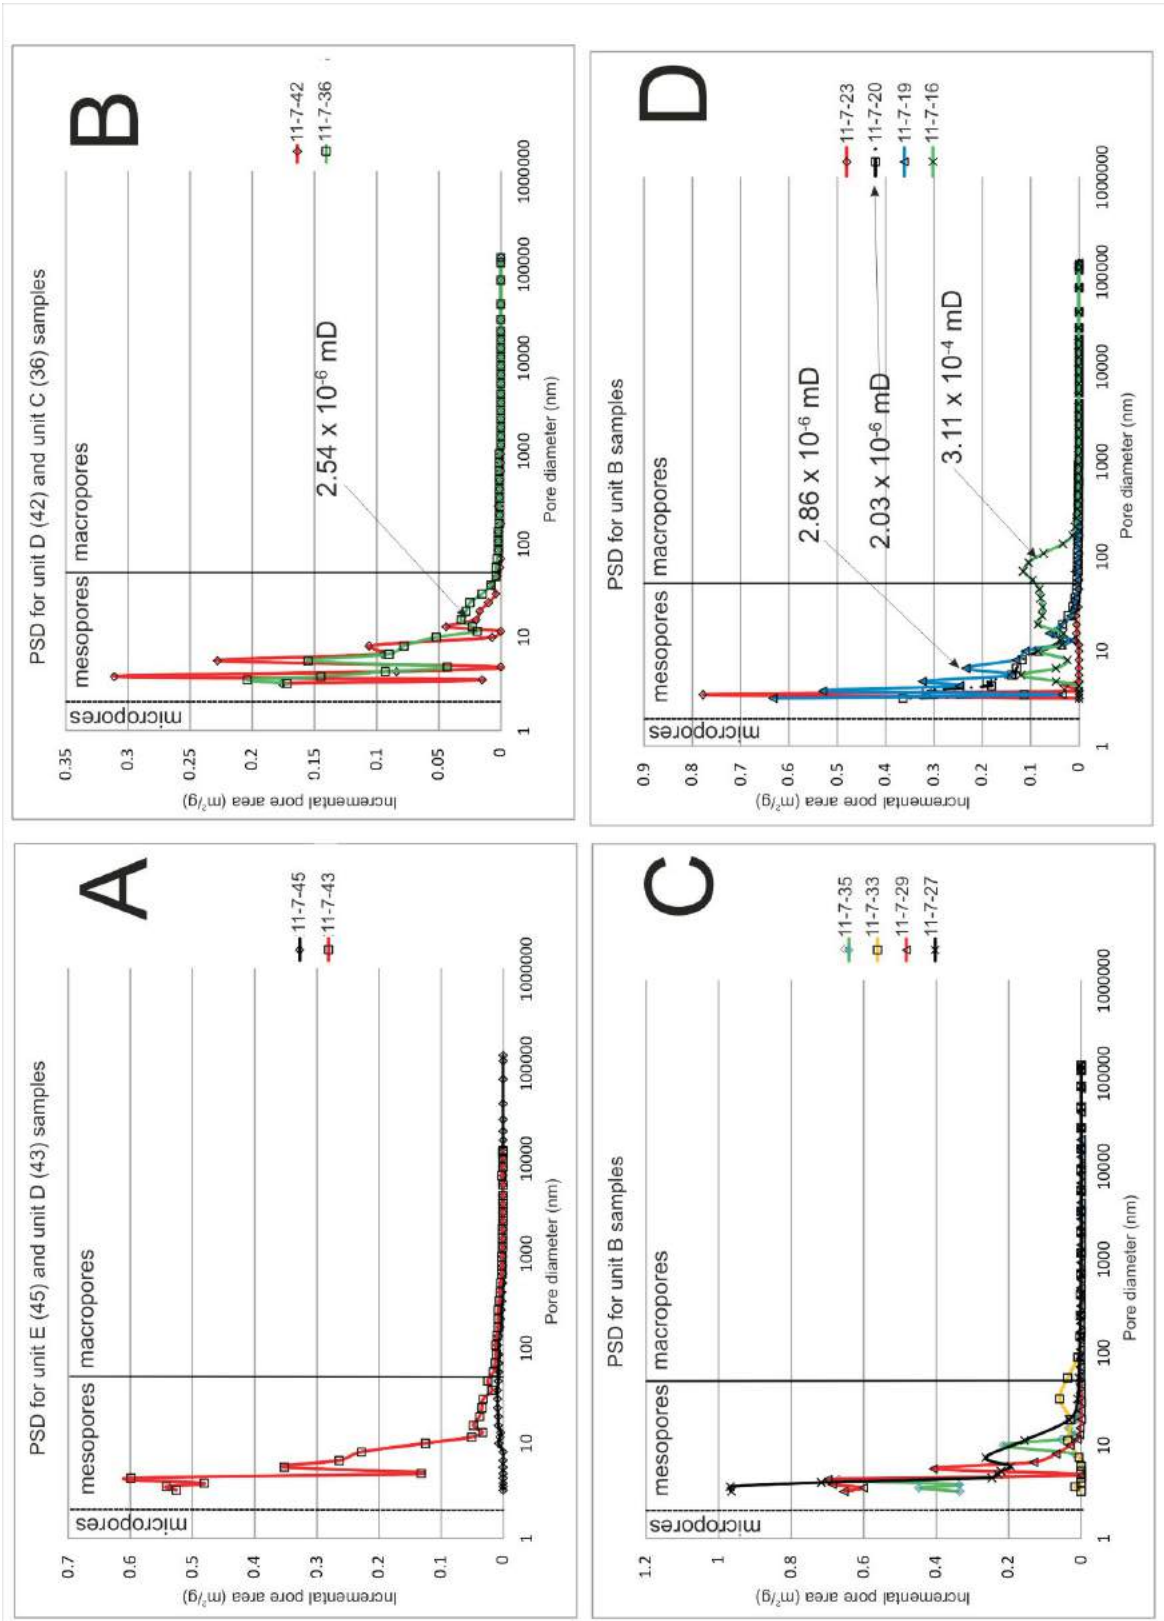 A
PSD for unit E (45) and unit D (43) samples
0.7
0.6
0.5
0.4
0.3
0.2
0.1
0
Incremental pore area (m²/g)
micropores
mesopores
macropores
1
10
100
1000
10000
100000
1000000
Pore diameter (nm)
11-7-45
11-7-43
B
PSD for unit D (42) and unit C (36) samples
0.35
0.3
0.25
0.2
0.15
0.1
0.05
0
Incremental pore area (m²/g)
micropores
mesopores
macropores
2.54 x 10⁻⁶ mD
1
10
100
1000
10000
100000
1000000
Pore diameter (nm)
11-7-42
11-7-36
C
PSD for unit B samples
1.2
1
0.8
0.6
0.4
0.2
0
Incremental pore area (m²/g)
micropores
mesopores
macropores
1
10
100
1000
10000
100000
1000000
Pore diameter (nm)
11-7-35
11-7-33
11-7-29
11-7-27
D
PSD for unit B samples
0.9
0.8
0.7
0.6
0.5
0.4
0.3
0.2
0.1
0
Incremental pore area (m²/g)
micropores
mesopores
macropores
2.86 x 10⁻⁶ mD
2.03 x 10⁻⁶ mD
3.11 x 10⁻⁴ mD
1
10
100
1000
10000
100000
1000000
Pore diameter (nm)
11-7-23
11-7-20
11-7-19
11-7-16